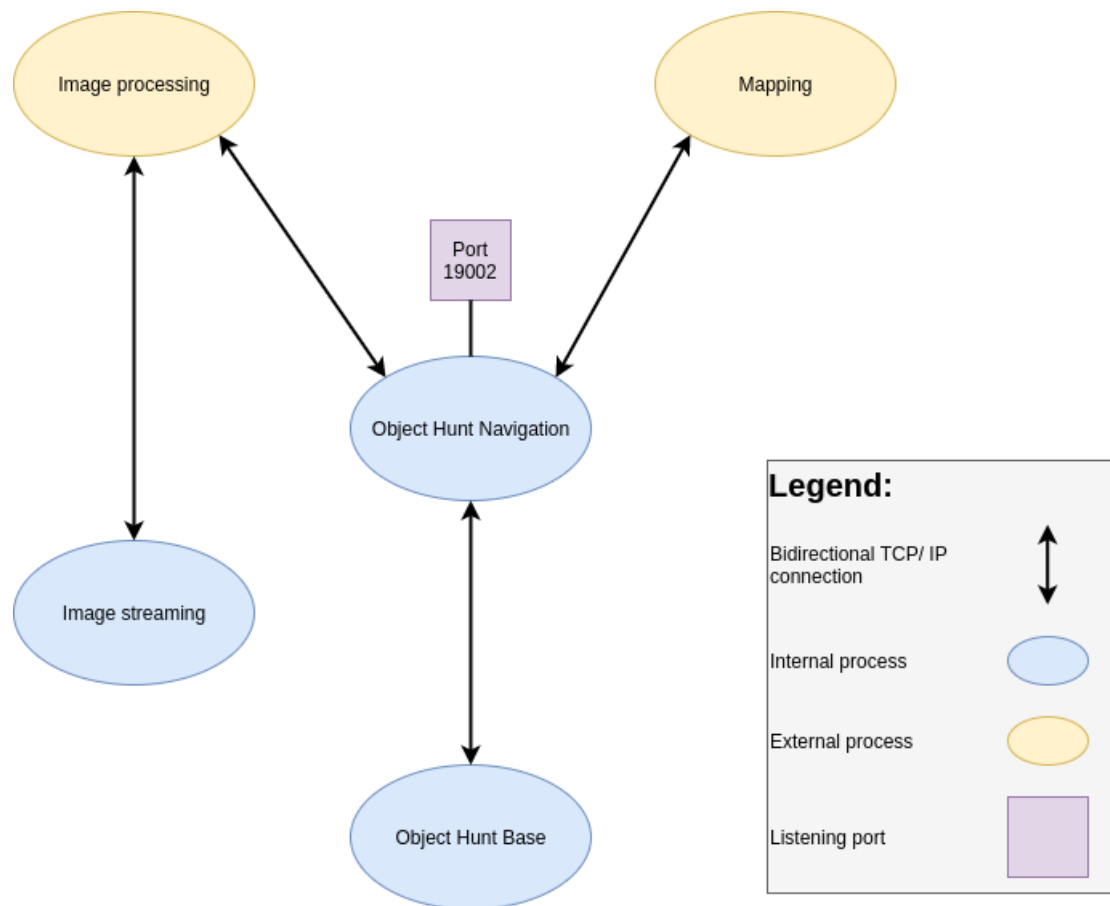 Image processing
Mapping
Port
19002
Object Hunt Navigation
Image streaming
Object Hunt Base
Legend:
Bidirectional TCP/ IP
connection
Internal process
External process
Listening port